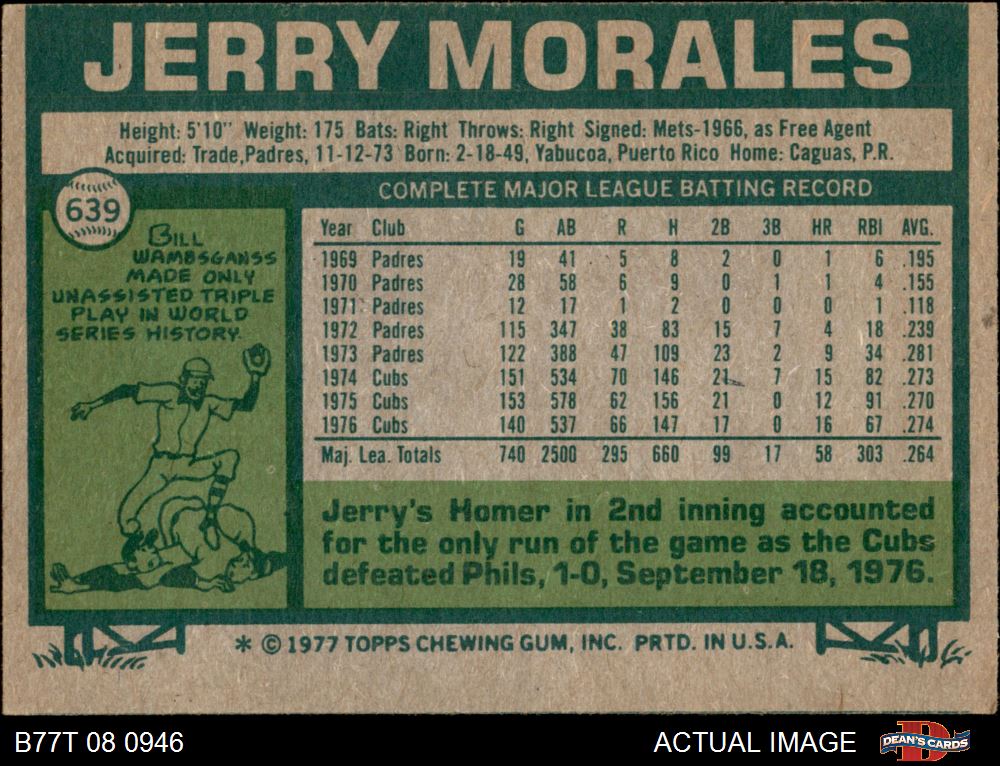 JERRY MORALES
Height: 5'10" Weight: 175 Bats: Right Throws: Right Signed: Mets-1966, as Free Agent
Acquired: Trade,Padres, 11-12-73 Born: 2-18-49, Yabucoa, Puerto Rico Home: Caguas, P.R.
639
BILL
WAMBSGANSS
MADE ONLY
UNASSISTED TRIPLE
PLAY IN WORLD
SERIES HISTORY.
COMPLETE MAJOR LEAGUE BATTING RECORD
Year Club G AB R H 2B 3B HR RBI AVG.
1969 Padres 19 41 5 8 2 0 1 6 .195
1970 Padres 28 58 6 9 0 1 1 4 .155
1971 Padres 12 17 1 2 0 0 0 1 .118
1972 Padres 115 347 38 83 15 7 4 18 .239
1973 Padres 122 388 47 109 23 2 9 34 .281
1974 Cubs 151 534 70 146 21 7 15 82 .273
1975 Cubs 153 578 62 156 21 0 12 91 .270
1976 Cubs 140 537 66 147 17 0 16 67 .274
Maj. Lea. Totals 740 2500 295 660 99 17 58 303 .264
Jerry's Homer in 2nd inning accounted
for the only run of the game as the Cubs
defeated Phils, 1-0, September 18, 1976.
* © 1977 TOPPS CHEWING GUM, INC. PRTD. IN U.S.A.
B77T 08 0946 ACTUAL IMAGE DEAN'S CARDS